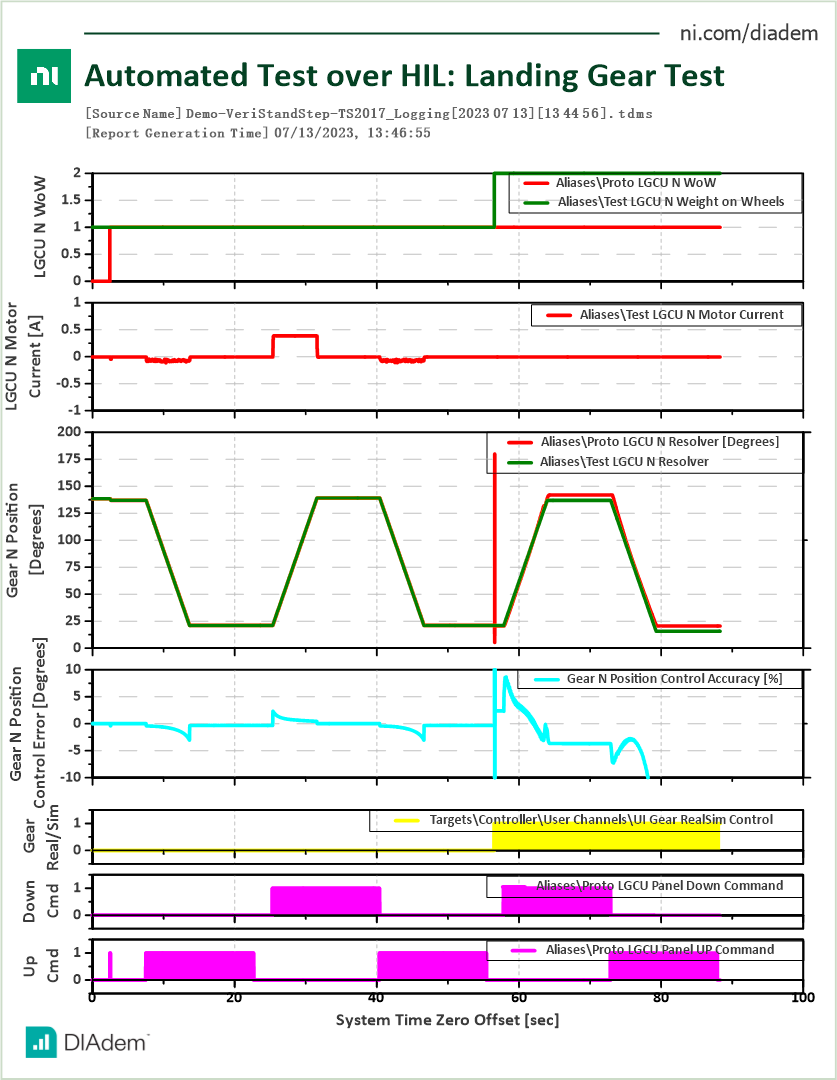 ni.com/diadem
ni
Automated Test over HIL: Landing Gear Test
[Source Name] Demo-VeriStandStep-TS2017_Logging[2023 07 13][13 44 56].tdms
[Report Generation Time] 07/13/2023, 13:46:55
LGCU N WoW
2
1.5
1
0.5
0
Aliases\Proto LGCU N WoW
Aliases\Test LGCU N Weight on Wheels
LGCU N Motor
Current [A]
1
0.5
0
-0.5
-1
Aliases\Test LGCU N Motor Current
Gear N Position
[Degrees]
200
175
150
125
100
75
50
25
0
Aliases\Proto LGCU N Resolver [Degrees]
Aliases\Test LGCU N Resolver
Gear N Position
Control Error [Degrees]
10
5
0
-5
-10
Gear N Position Control Accuracy [%]
Gear
Real/Sim
1
0
Targets\Controller\User Channels\UI Gear RealSim Control
Down
Cmd
1
0
Aliases\Proto LGCU Panel Down Command
Up
Cmd
1
0
Aliases\Proto LGCU Panel UP Command
0 20 40 60 80 100
System Time Zero Offset [sec]
DIAdem™